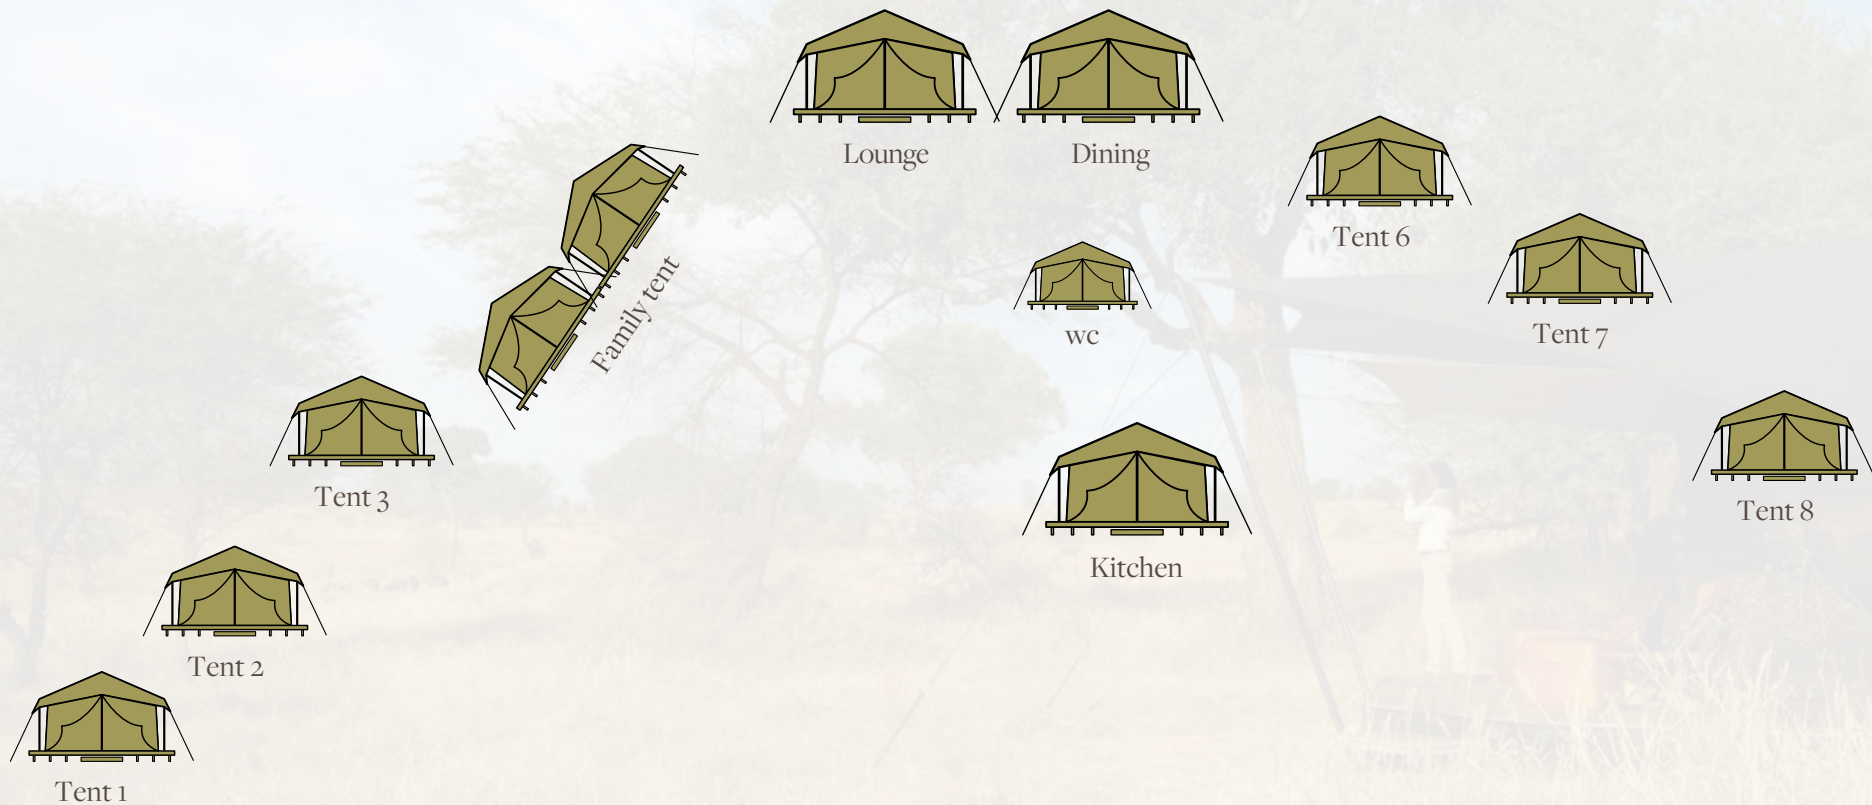 Lounge
Dining
Tent 6
Family tent
wc
Tent 7
Tent 3
Tent 8
Kitchen
Tent 2
Tent 1